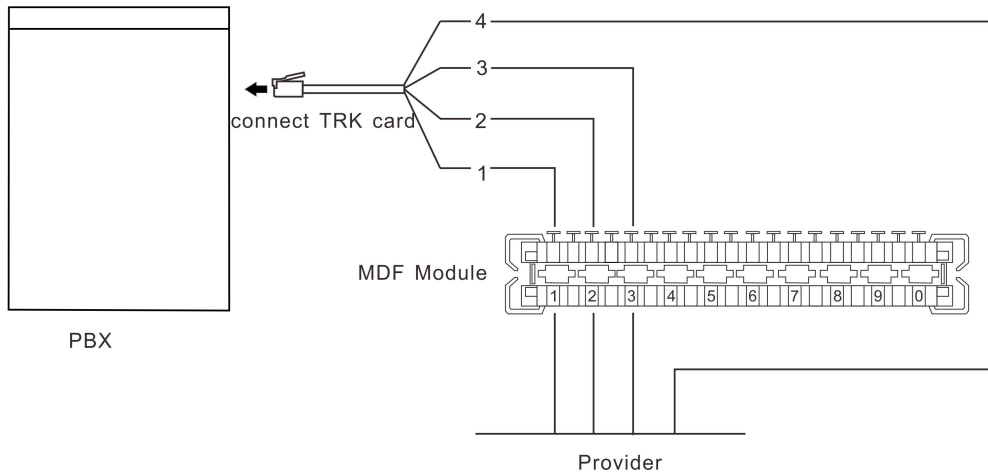 4
3
connect TRK card
2
1
MDF Module
1 2 3 4 5 6 7 8 9 0
PBX
Provider